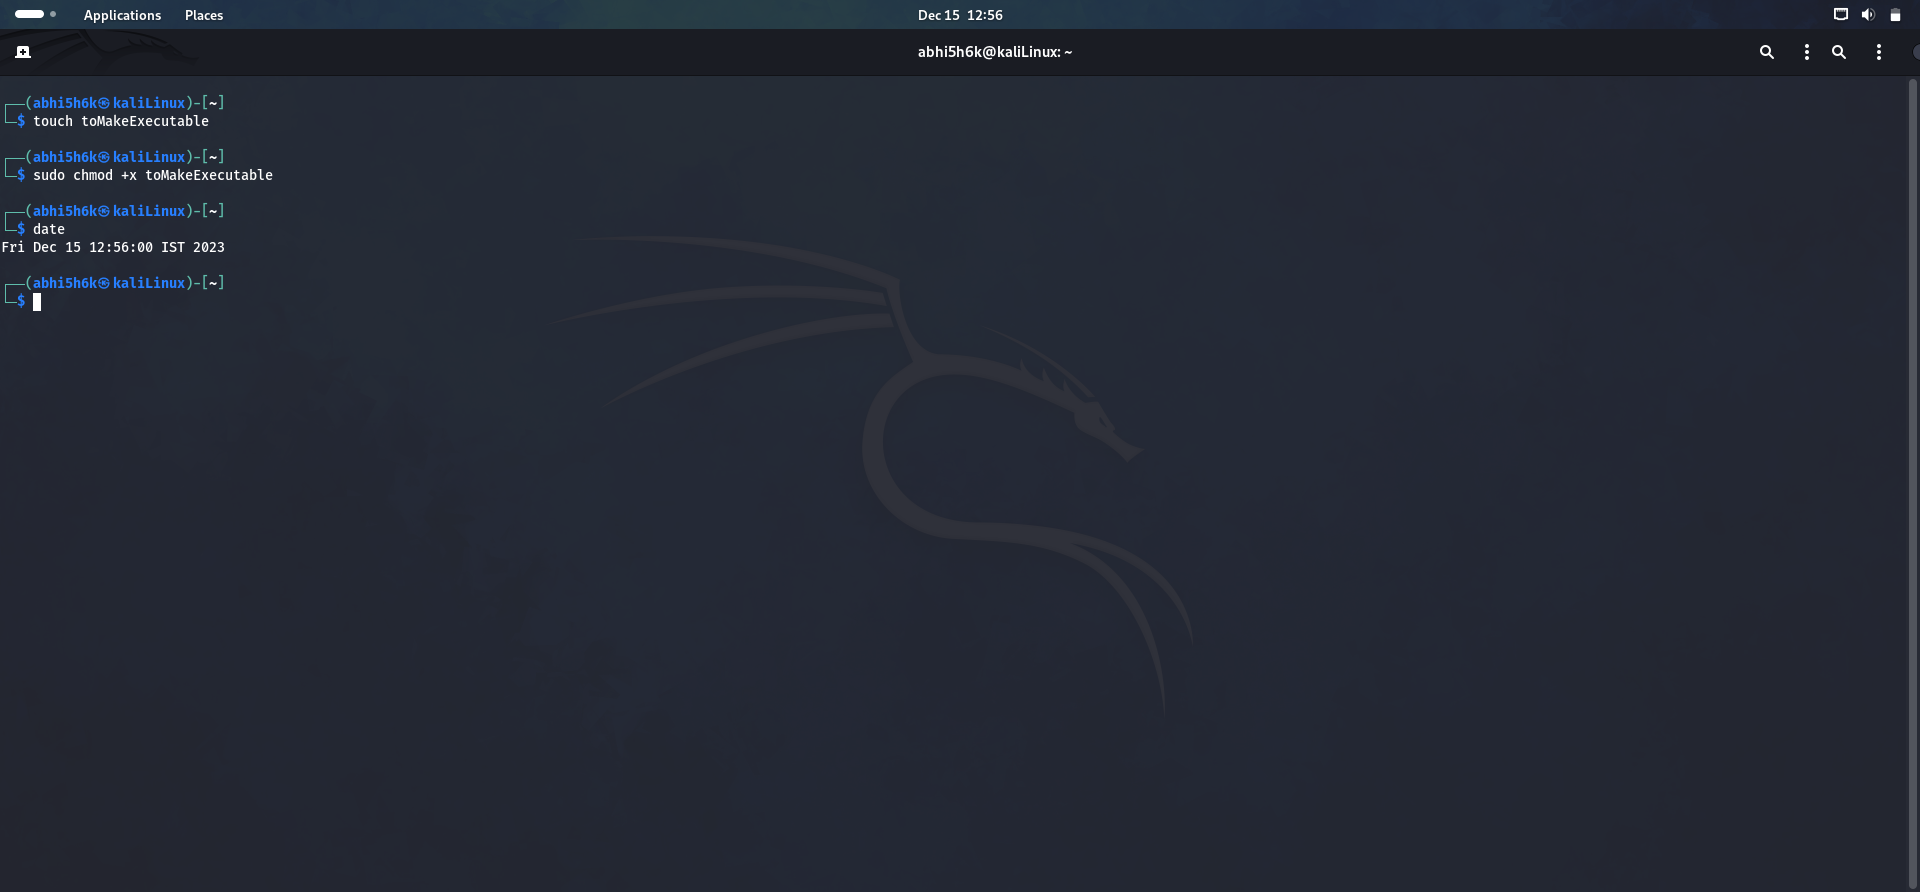 Applications Places Dec 15 12:56
abhi5h6k@kaliLinux: ~
┌──(abhi5h6k㉿kaliLinux)-[~]
└─$ touch toMakeExecutable
┌──(abhi5h6k㉿kaliLinux)-[~]
└─$ sudo chmod +x toMakeExecutable
┌──(abhi5h6k㉿kaliLinux)-[~]
└─$ date
Fri Dec 15 12:56:00 IST 2023
┌──(abhi5h6k㉿kaliLinux)-[~]
└─$